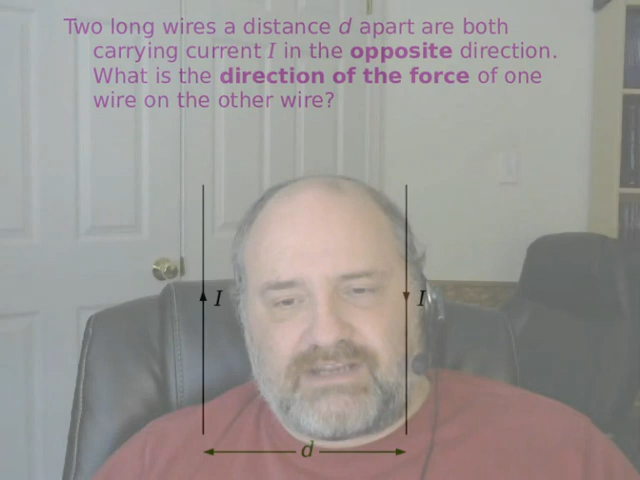 Two long wires a distance d apart are both
carrying current I in the opposite direction.
What is the direction of the force of one
wire on the other wire?
I
I
d